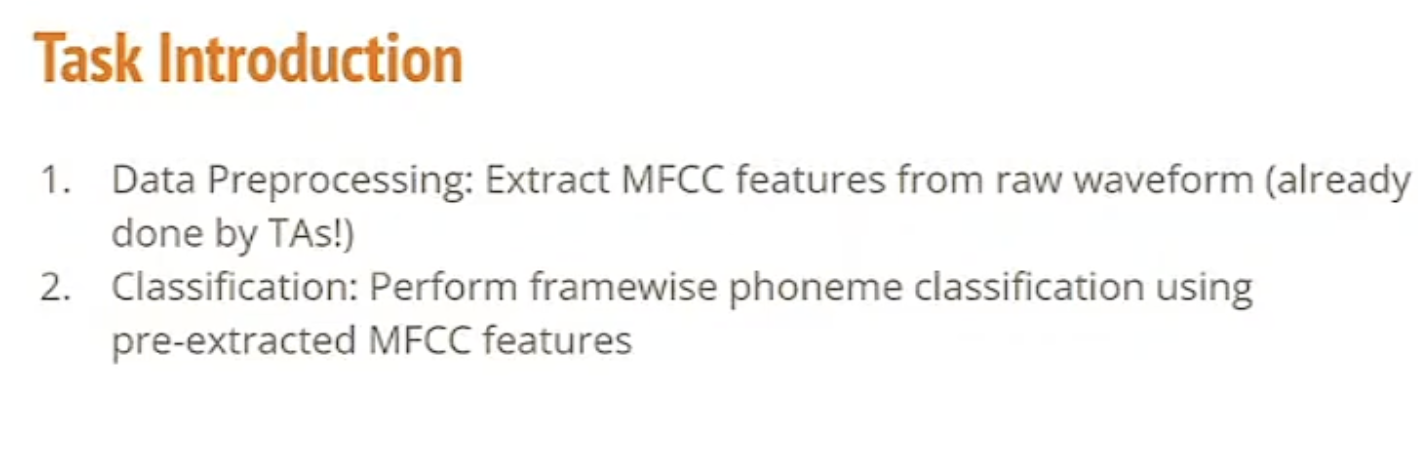 Task Introduction
1. Data Preprocessing: Extract MFCC features from raw waveform (already
done by TAs!)
2. Classification: Perform framewise phoneme classification using
pre-extracted MFCC features